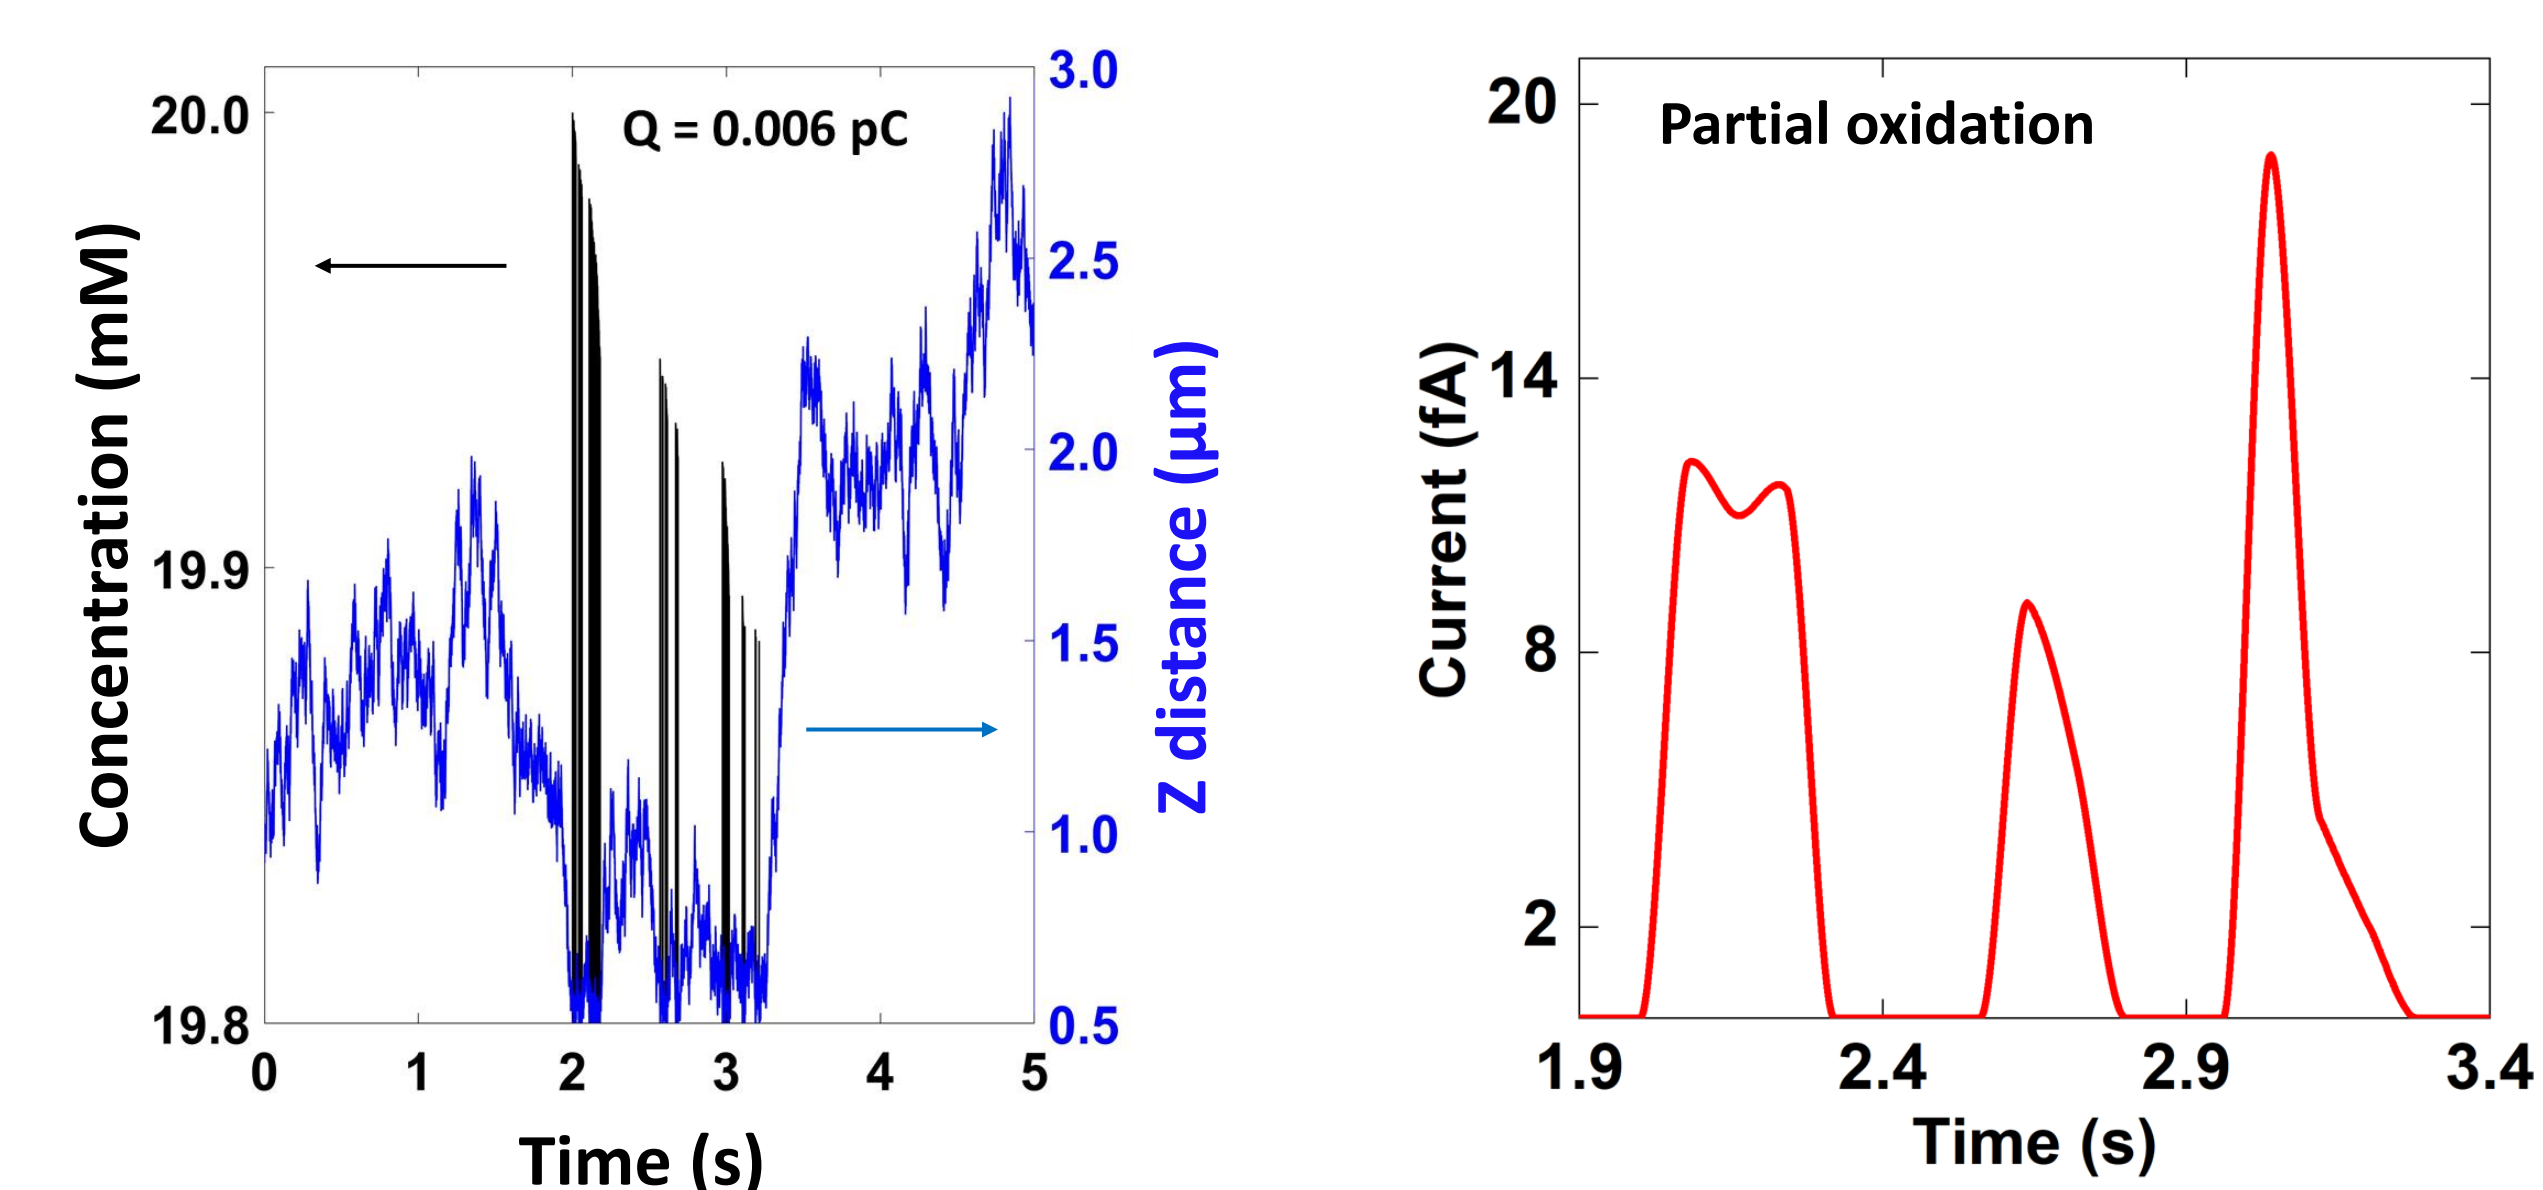 Concentration (mM)
20.0
19.9
19.8
Q = 0.006 pC
3.0
2.5
2.0
1.5
1.0
0.5
Z distance (μm)
0 1 2 3 4 5
Time (s)
Current (fA)
20
14
8
2
Partial oxidation
1.9 2.4 2.9 3.4
Time (s)